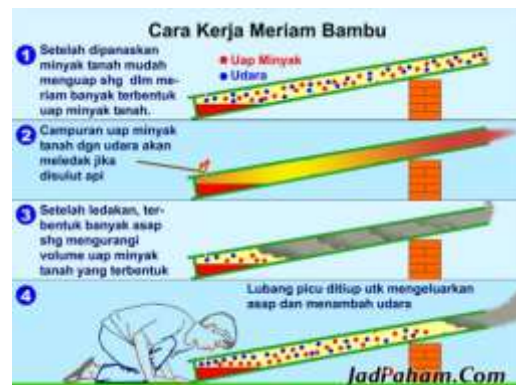 Cara Kerja Meriam Bambu
1
Setelah dipanaskan
minyak tanah mudah
menguap shg dlm me-
riam banyak terbentuk
uap minyak tanah.
Uap Minyak
Udara
2
Campuran uap minyak
tanah dgn udara akan
meledak jika
disulut api
3
Setelah ledakan, ter-
bentuk banyak asap
shg mengurangi
volume uap minyak
tanah yang terbentuk
4
Lubang picu ditiup utk mengeluarkan
asap dan menambah udara
JadPaham.Com